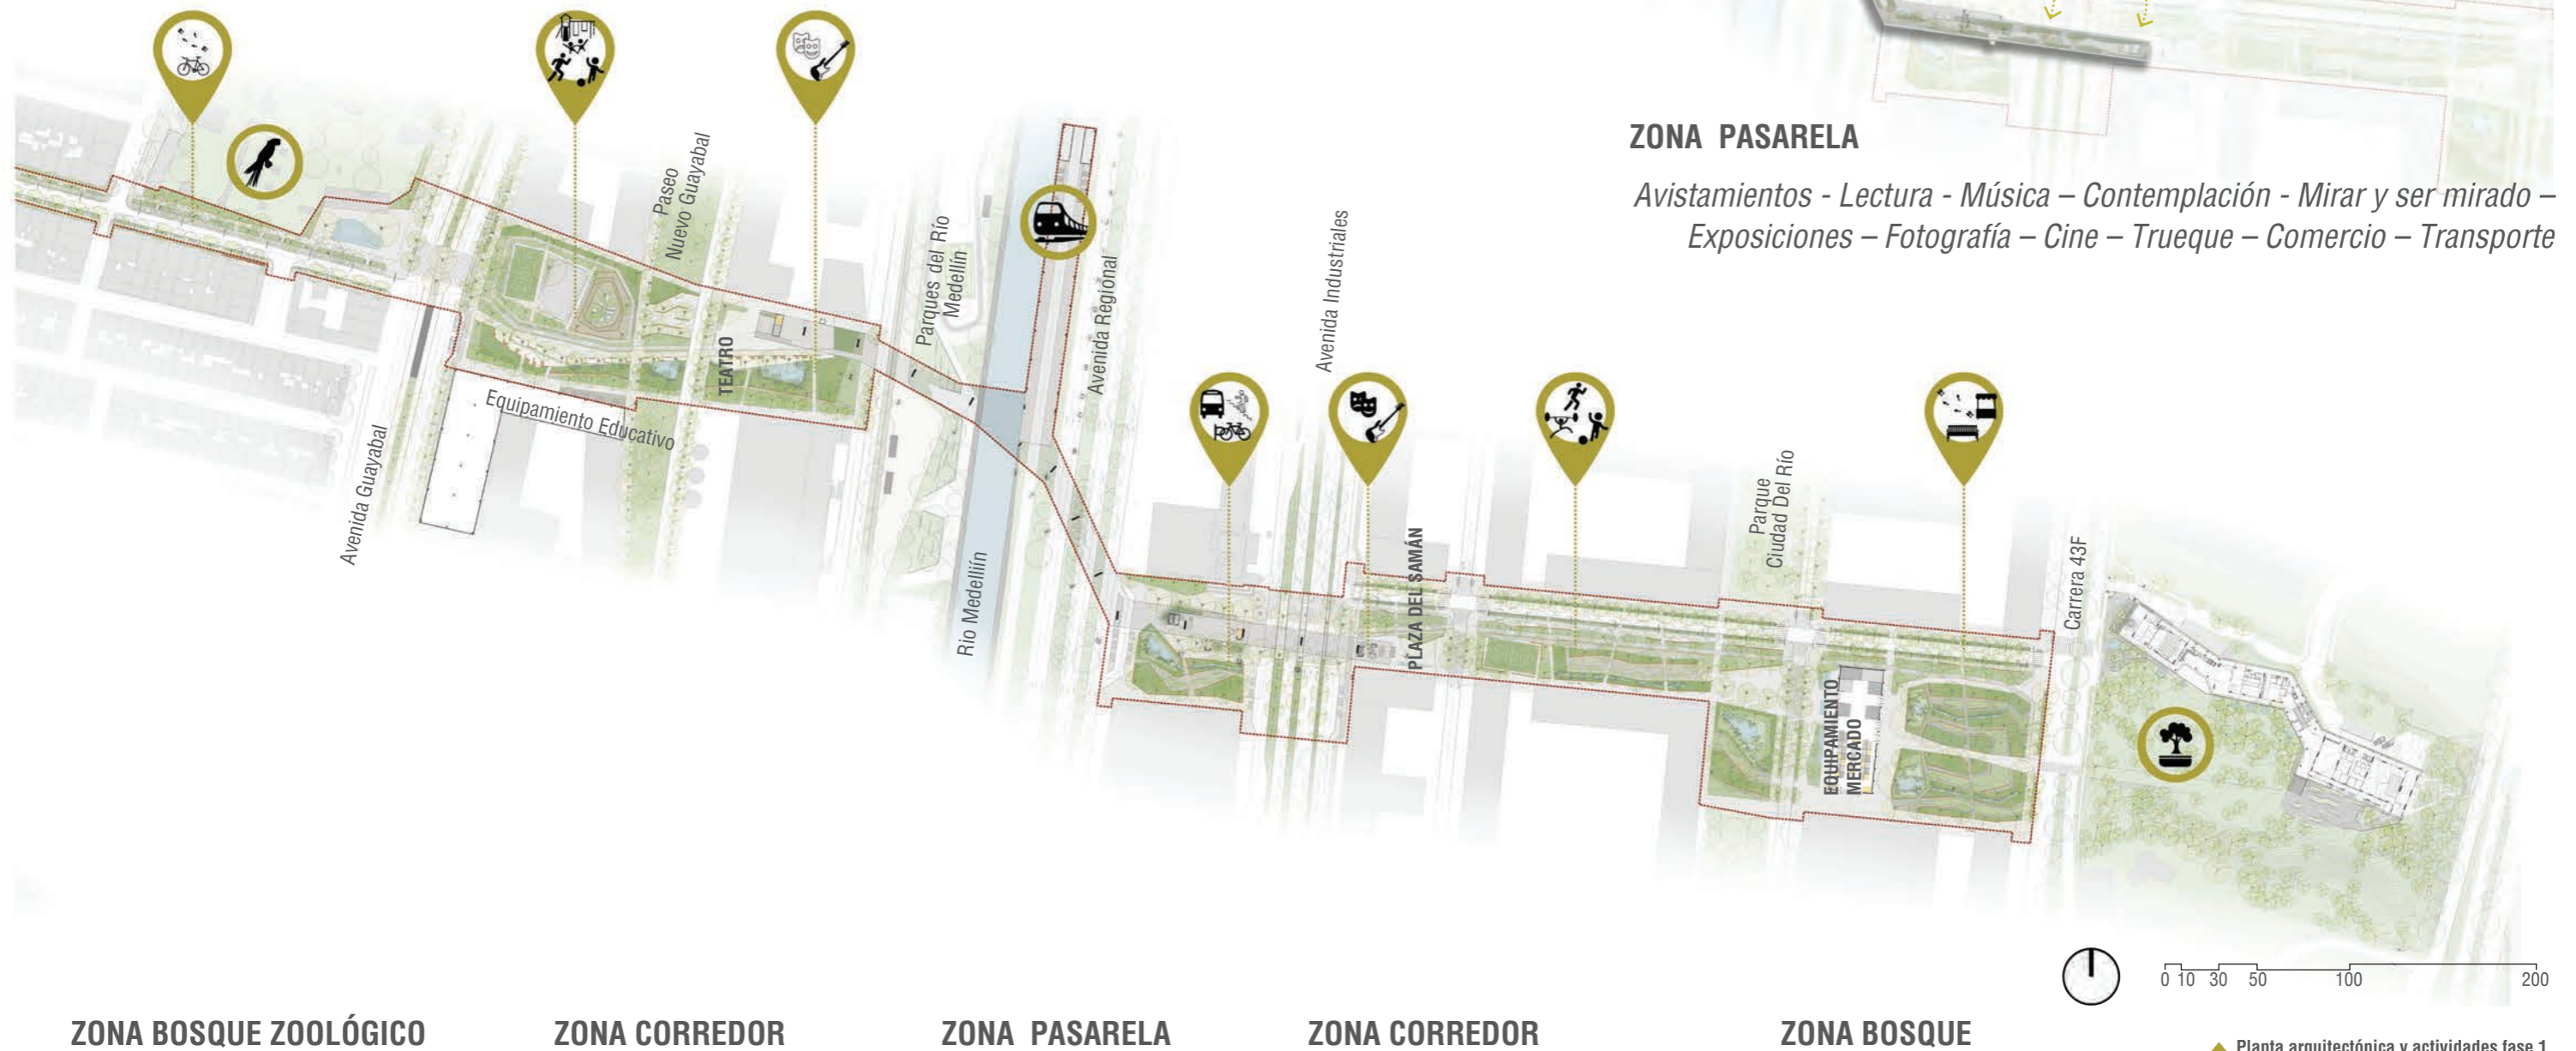 ZONA PASARELA
Avistamientos - Lectura - Música – Contemplación - Mirar y ser mirado –
Exposiciones – Fotografía – Cine – Trueque – Comercio – Transporte
Paseo
Nuevo Guayabal
Parques del Río
Medellín
Avenida Regional
Avenida Industriales
TEATRO
Equipamiento Educativo
Avenida Guayabal
Rio Medelliín
PLAZA DEL SAMÁN
Parque
Ciudad Del Río
Carrera 43F
EQUIPAMIENTO
MERCADO
0 10 30 50 100 200
ZONA BOSQUE ZOOLÓGICO
ZONA CORREDOR
ZONA PASARELA
ZONA CORREDOR
ZONA BOSQUE
Planta arquitectónica y actividades fase 1